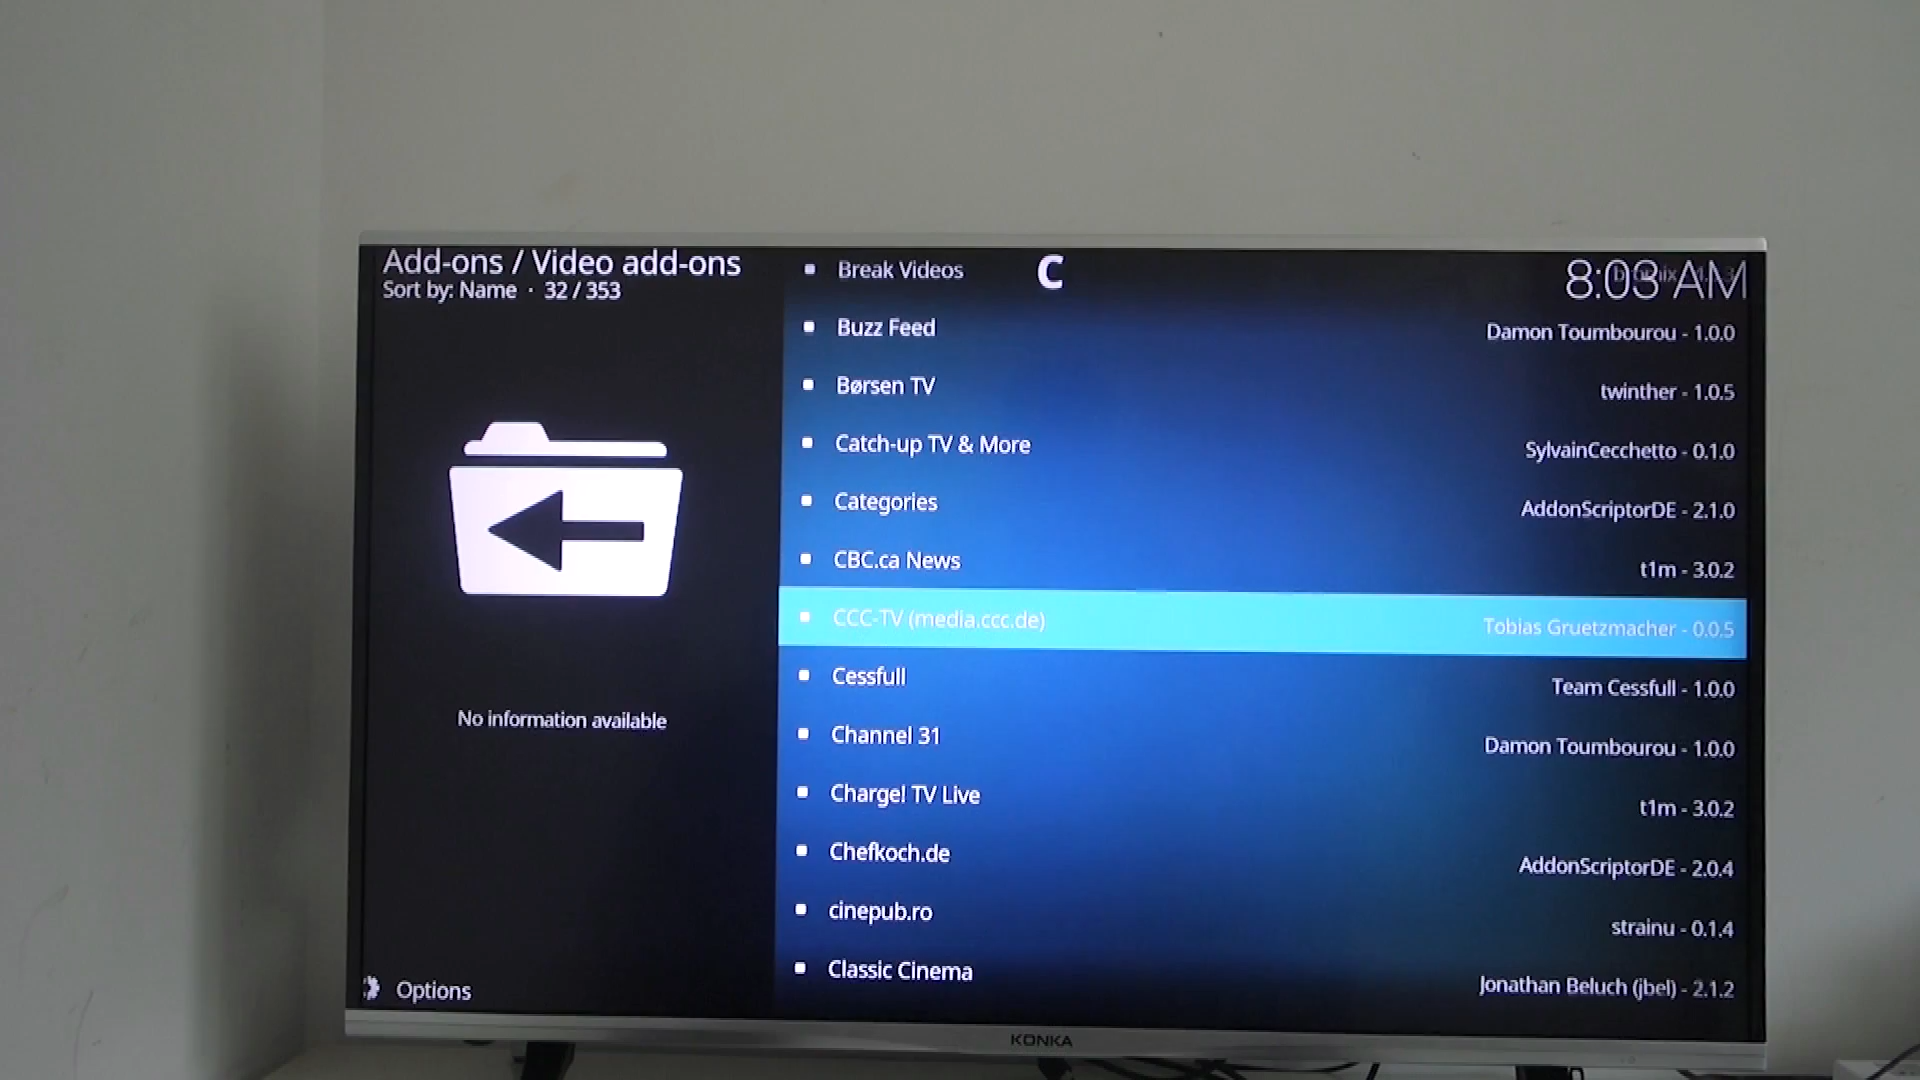 Add-ons / Video add-ons
Sort by: Name · 32 / 353
C
8:03 AM
Break Videos
Buzz Feed Damon Toumbourou - 1.0.0
Børsen TV twinther - 1.0.5
Catch-up TV & More SylvainCecchetto - 0.1.0
Categories AddonScriptorDE - 2.1.0
CBC.ca News t1m - 3.0.2
CCC-TV (media.ccc.de) Tobias Gruetzmacher - 0.0.5
Cessfull Team Cessfull - 1.0.0
Channel 31 Damon Toumbourou - 1.0.0
Charge! TV Live t1m - 3.0.2
Chefkoch.de AddonScriptorDE - 2.0.4
cinepub.ro strainu - 0.1.4
Classic Cinema Jonathan Beluch (jbel) - 2.1.2
No information available
Options
KONKA